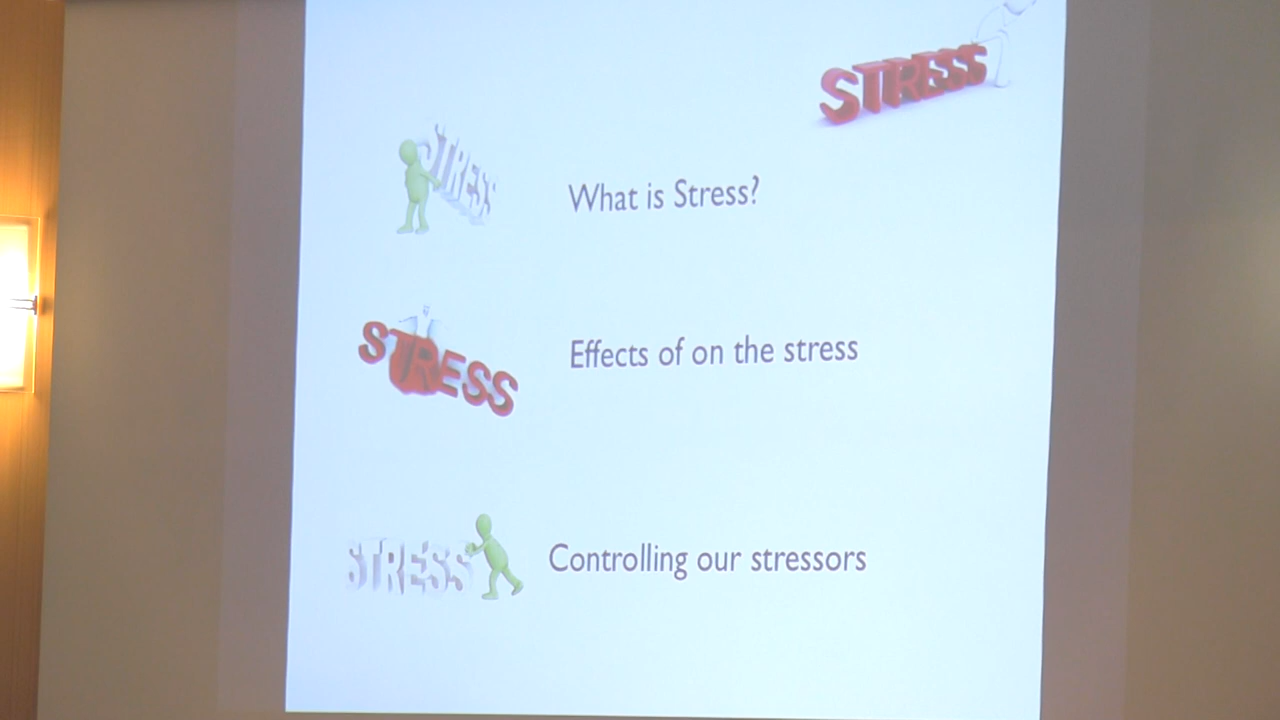 STRESS
STRESS
What is Stress?
STRESS
Effects of on the stress
STRESS
Controlling our stressors